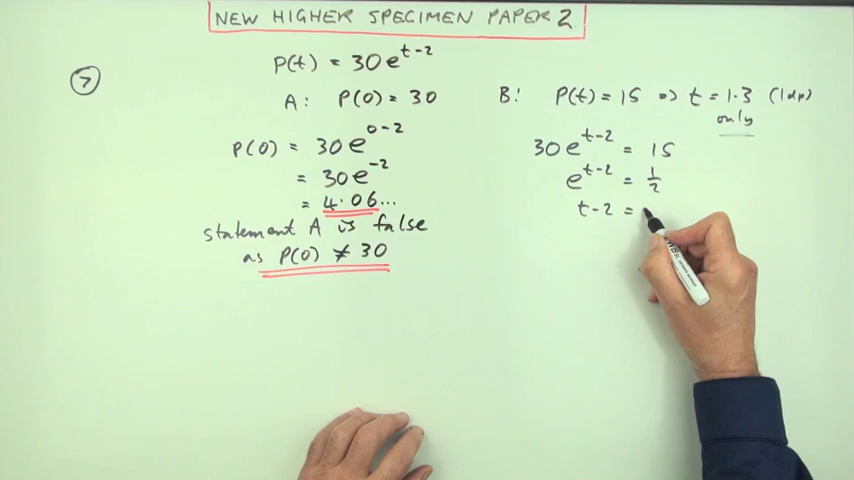 NEW HIGHER SPECIMEN PAPER 2
7
P(t) = 30e^{t-2}
A: P(0) = 30
P(0) = 30e^{0-2}
= 30e^{-2}
= 4.06...
statement A is false
as P(0) ≠ 30
B: P(t) = 15 ⇒ t = 1.3 (1dp)
only
30e^{t-2} = 15
e^{t-2} = 1/2
t-2 =